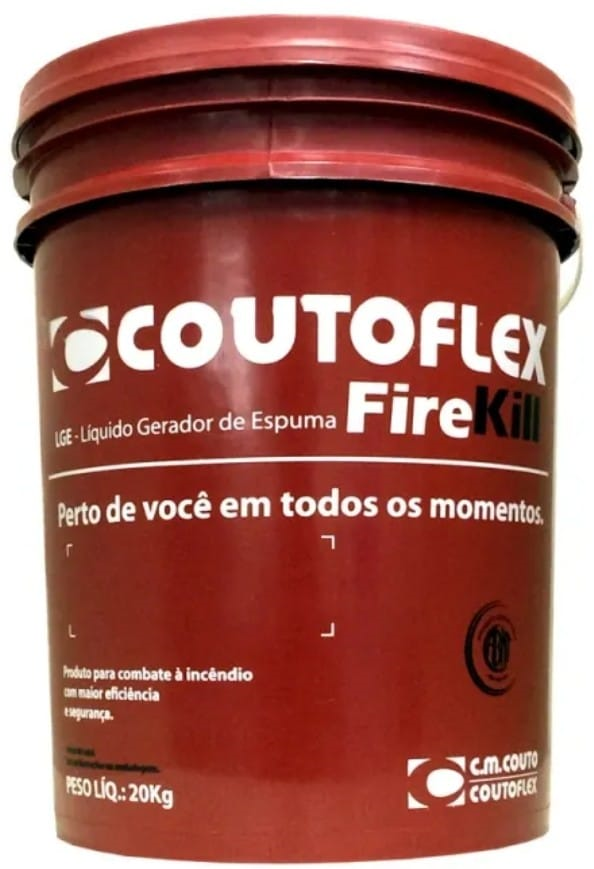 COUTOFLEX
LGE - Líquido Gerador de Espuma FireKill
Perto de você em todos os momentos.
Produto para combate à incêndio
com maior eficiência
e segurança.
PESO LÍQ.: 20Kg
C.M.COUTO
COUTOFLEX